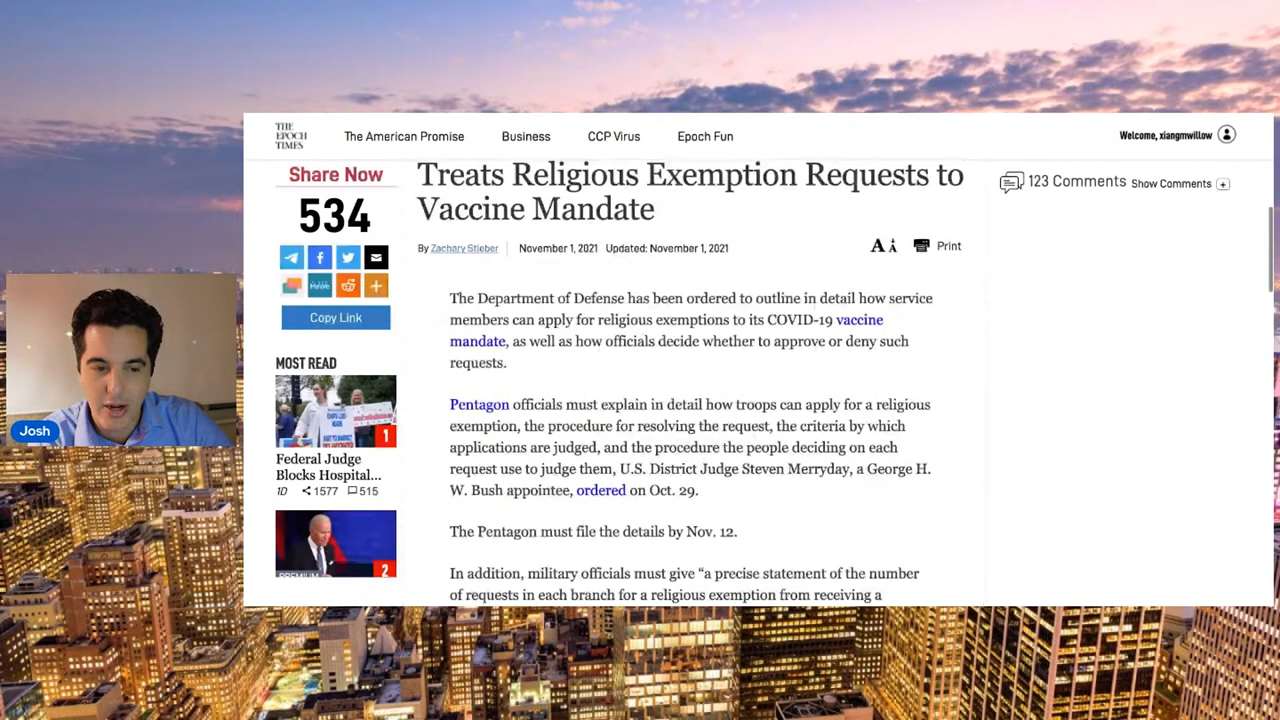 THE
EPOCH
TIMES
The American Promise
Business
CCP Virus
Epoch Fun
Welcome, xiangmwillow
Share Now
534
MeWe
Copy Link
MOST READ
1
Federal Judge
Blocks Hospital...
1D 1577 515
PREMIUM
2
Treats Religious Exemption Requests to
Vaccine Mandate
By Zachary Stieber November 1, 2021 Updated: November 1, 2021
A A Print
The Department of Defense has been ordered to outline in detail how service
members can apply for religious exemptions to its COVID-19 vaccine
mandate, as well as how officials decide whether to approve or deny such
requests.
Pentagon officials must explain in detail how troops can apply for a religious
exemption, the procedure for resolving the request, the criteria by which
applications are judged, and the procedure the people deciding on each
request use to judge them, U.S. District Judge Steven Merryday, a George H.
W. Bush appointee, ordered on Oct. 29.
The Pentagon must file the details by Nov. 12.
In addition, military officials must give “a precise statement of the number
of requests in each branch for a religious exemption from receiving a
123 Comments Show Comments +
Josh